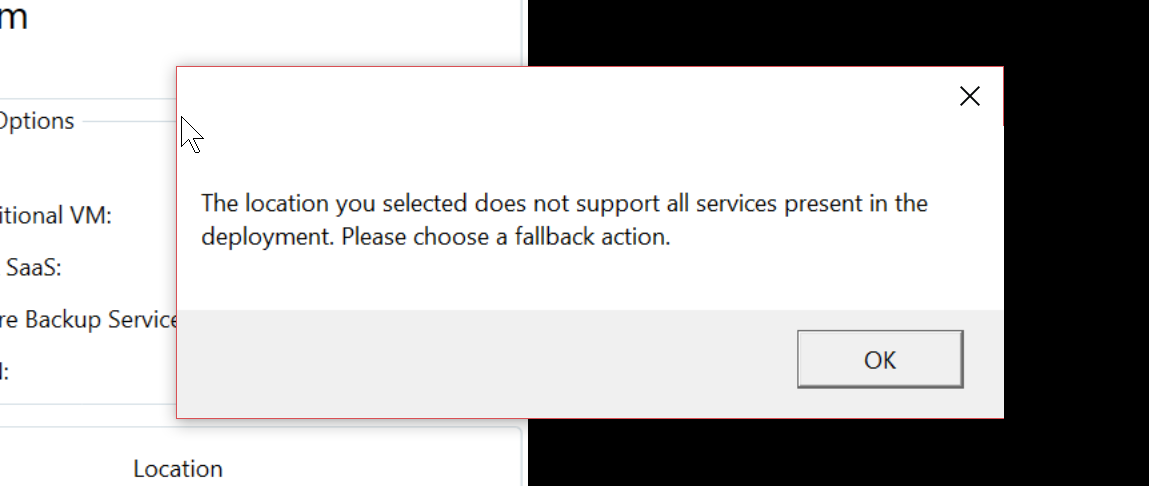 m
Options
itional VM:
SaaS:
re Backup Service
l:
Location
The location you selected does not support all services present in the
deployment. Please choose a fallback action.
OK